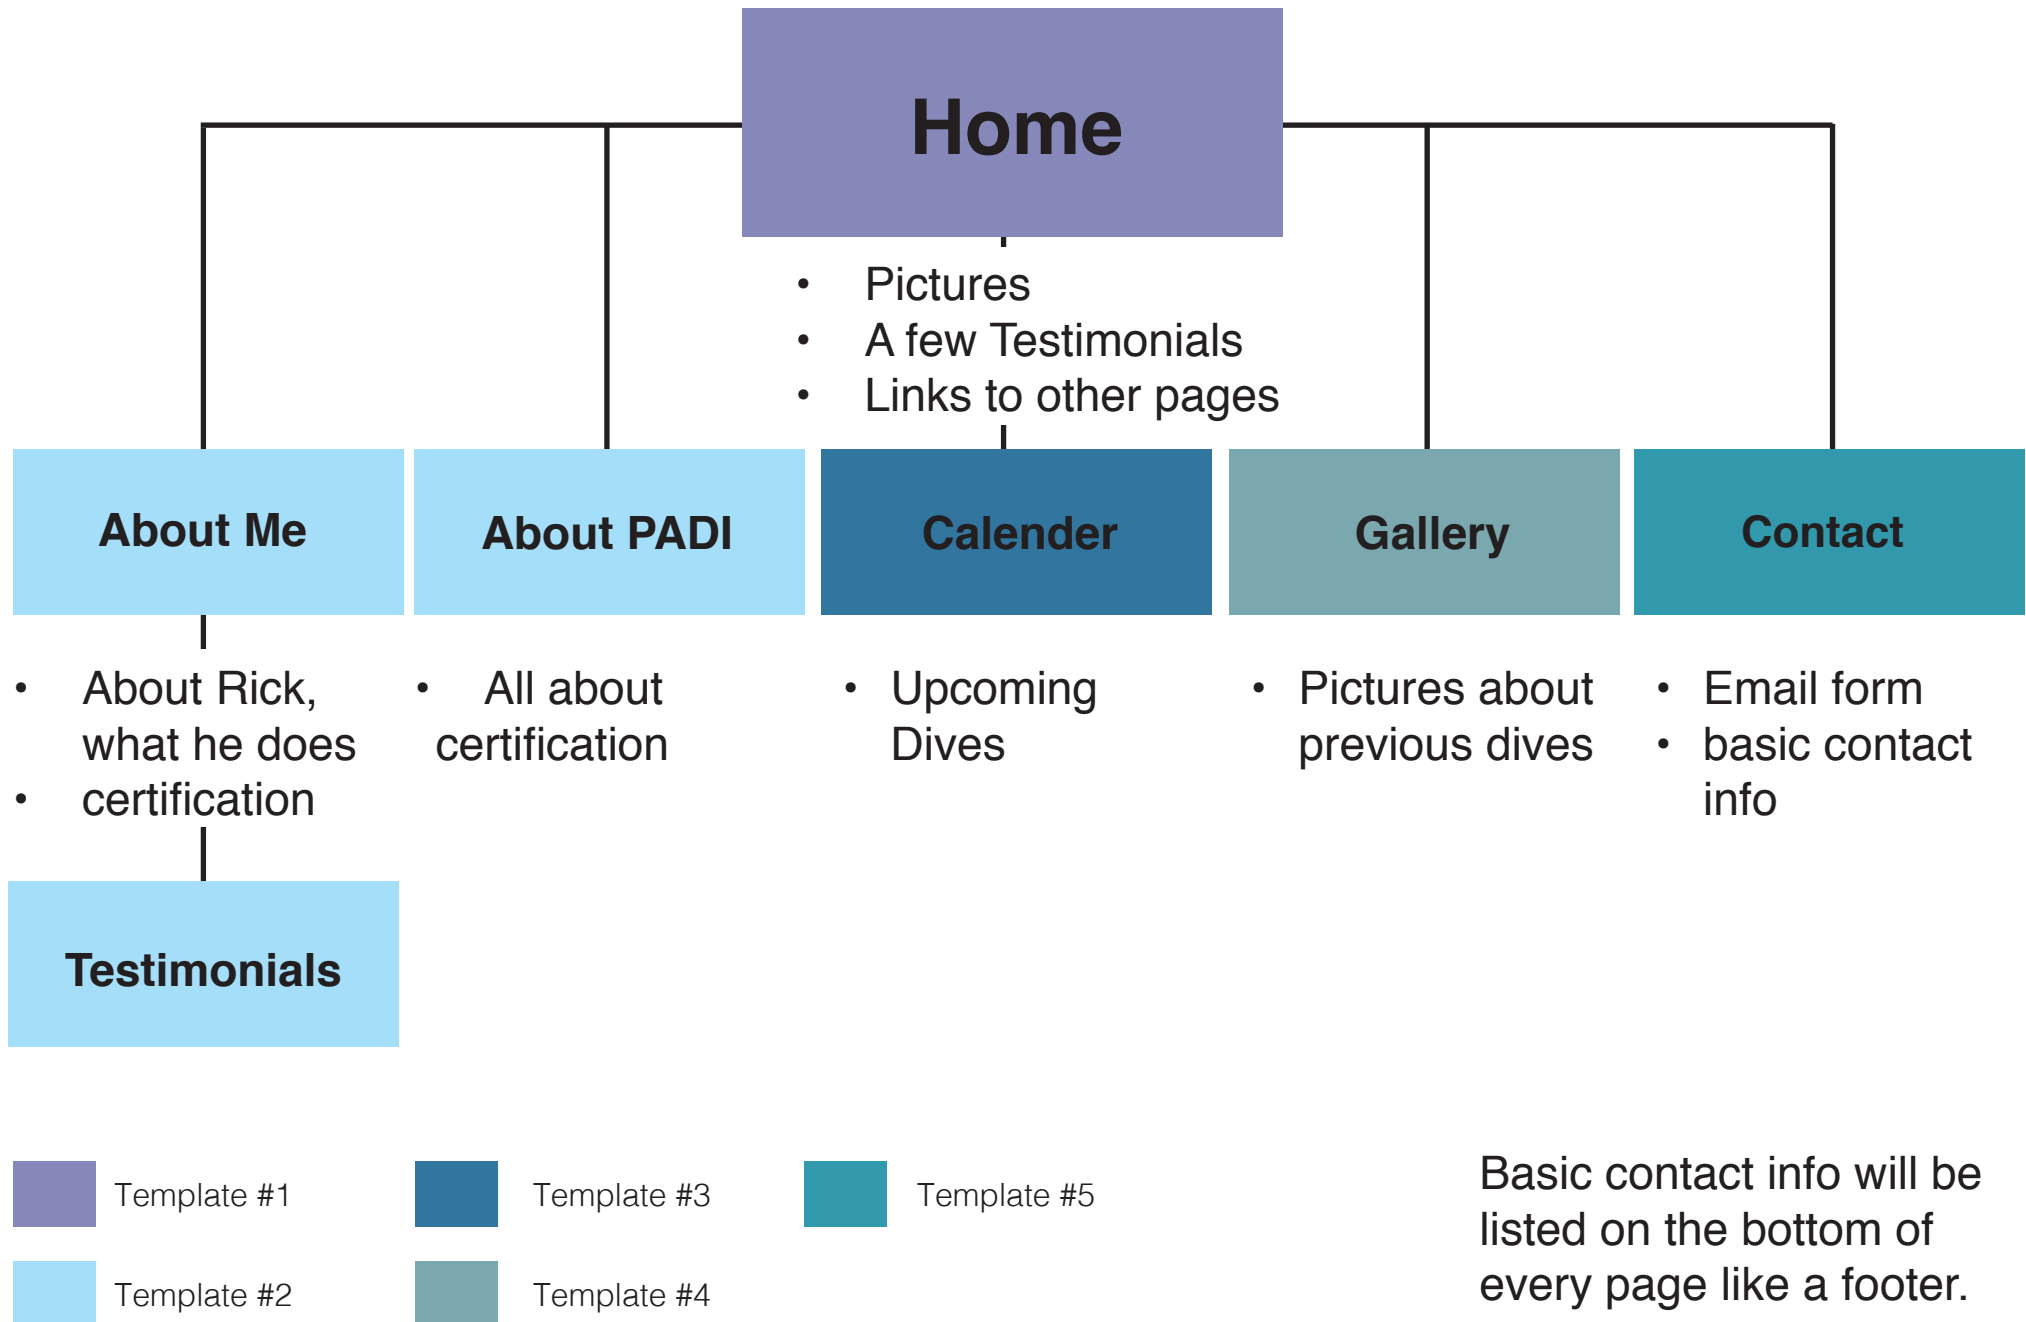 Home
• Pictures
• A few Testimonials
• Links to other pages
About Me
About PADI
Calender
Gallery
Contact
• About Rick,
what he does
• certification
• All about
certification
• Upcoming
Dives
• Pictures about
previous dives
• Email form
• basic contact
info
Testimonials
Template #1
Template #2
Template #3
Template #4
Template #5
Basic contact info will be
listed on the bottom of
every page like a footer.